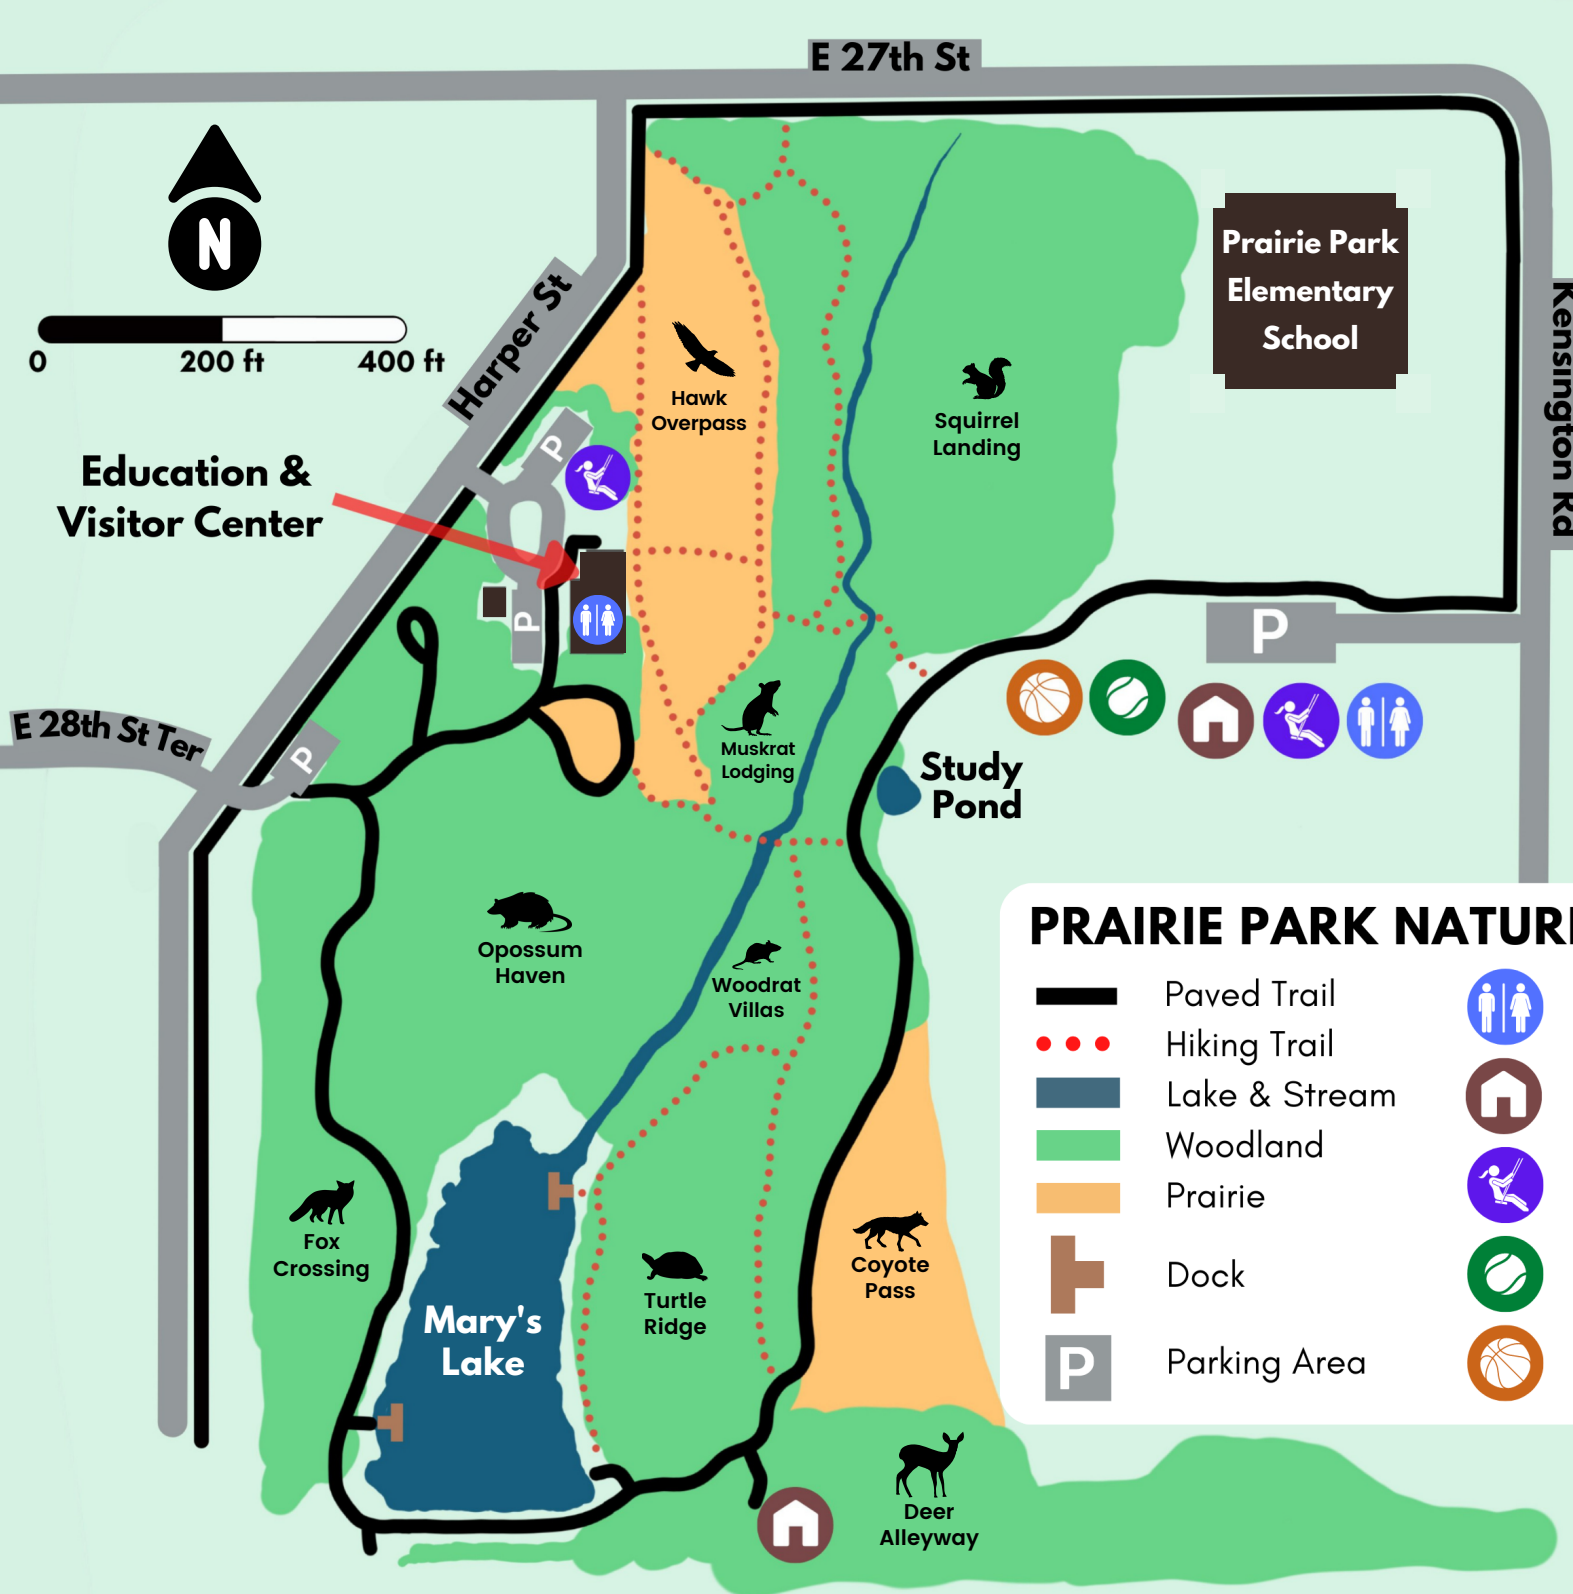 E 27th St
N
0 200 ft 400 ft
Harper St
Prairie Park
Elementary
School
Kensington Rd
Hawk
Overpass
Squirrel
Landing
P
Education &
Visitor Center
P
P
E 28th St Ter
P
Muskrat
Lodging
Study
Pond
Opossum
Haven
Woodrat
Villas
PRAIRIE PARK NATUR
Paved Trail
Hiking Trail
Lake & Stream
Woodland
Prairie
Dock
P Parking Area
Fox
Crossing
Coyote
Pass
Turtle
Ridge
Mary's
Lake
Deer
Alleyway